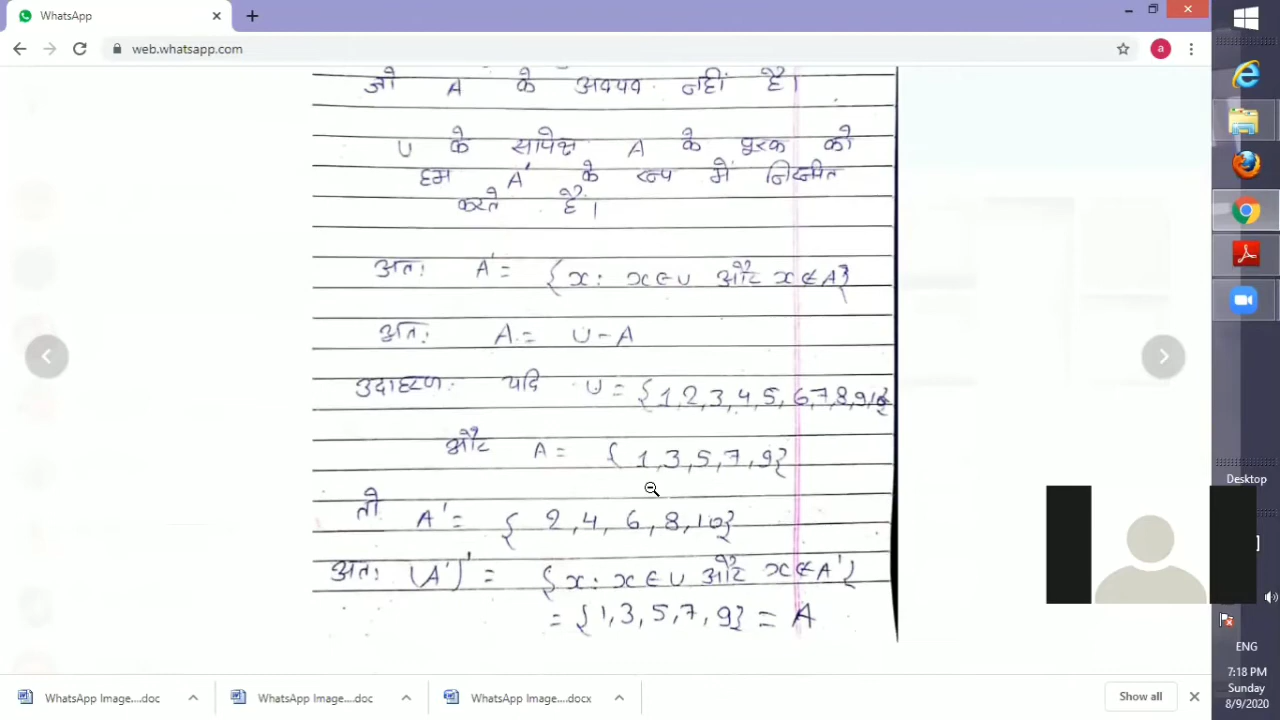 WhatsApp
web.whatsapp.com
a
जो A के अवयव नहीं है।
U के सापेक्ष A के पूरक को
हम A' के रूप में निरूपित
करते हैं।
अतः A' = {x: x∈U और x∉A}
अतः A = U-A
उदाहरण: यदि U = {1,2,3,4,5,6,7,8,9,10}
और A = {1,3,5,7,9}
तो A' = {2,4,6,8,10}
अतः (A')' = {x: x∈U और x∉A'}
= {1,3,5,7,9} = A
Desktop
ENG
7:18 PM
Sunday
8/9/2020
WhatsApp Image....doc
WhatsApp Image....doc
WhatsApp Image....docx
Show all